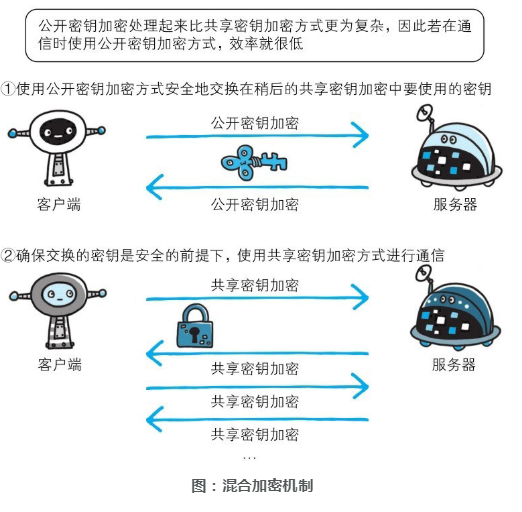 公开密钥加密处理起来比共享密钥加密方式更为复杂，因此若在通
信时使用公开密钥加密方式，效率就很低
①使用公开密钥加密方式安全地交换在稍后的共享密钥加密中要使用的密钥
公开密钥加密
公开密钥加密
客户端
服务器
②确保交换的密钥是安全的前提下，使用共享密钥加密方式进行通信
共享密钥加密
客户端
服务器
共享密钥加密
共享密钥加密
共享密钥加密
…
图：混合加密机制